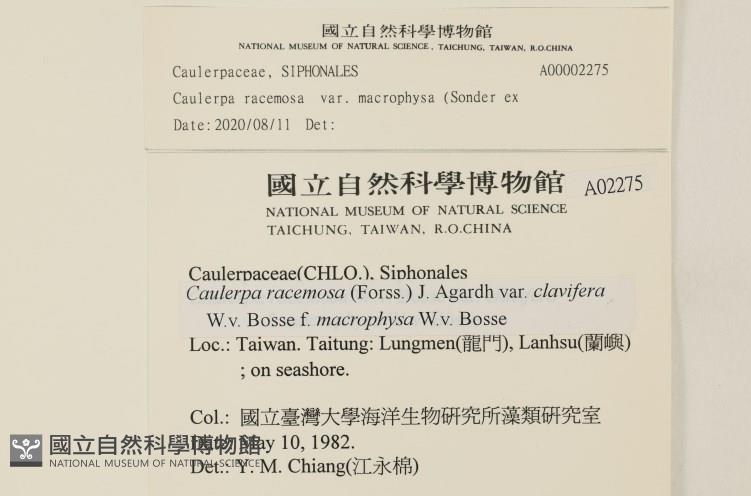 國立自然科學博物館
NATIONAL MUSEUM OF NATURAL SCIENCE, TAICHUNG, TAIWAN, R.O.CHINA
Caulerpaceae, SIPHONALES A00002275
Caulerpa racemosa var. macrophysa (Sonder ex
Date:2020/08/11 Det:
國立自然科學博物館 A02275
NATIONAL MUSEUM OF NATURAL SCIENCE
TAICHUNG, TAIWAN, R.O.CHINA
Caulerpaceae(CHLO.), Siphonales
Caulerpa racemosa (Forss.) J. Agardh var. clavifera
W.v. Bosse f. macrophysa W.v. Bosse
Loc.: Taiwan. Taitung: Lungmen(龍門), Lanhsu(蘭嶼)
; on seashore.
Col.: 國立臺灣大學海洋生物研究所藻類研究室
May 10, 1982.
Det.: Y. M. Chiang(江永棉)
國立自然科學博物館
NATIONAL MUSEUM OF NATURAL SCIENCE